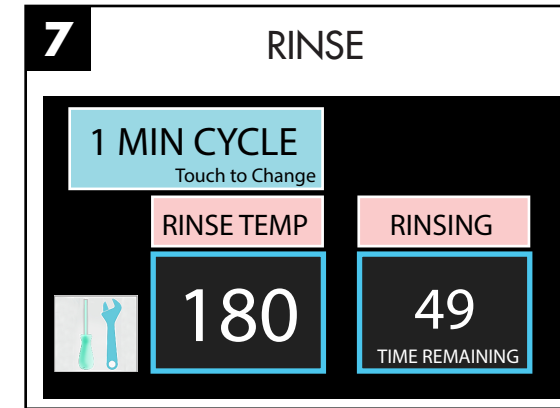 7
RINSE
1 MIN CYCLE
Touch to Change
RINSE TEMP
RINSING
180
49
TIME REMAINING